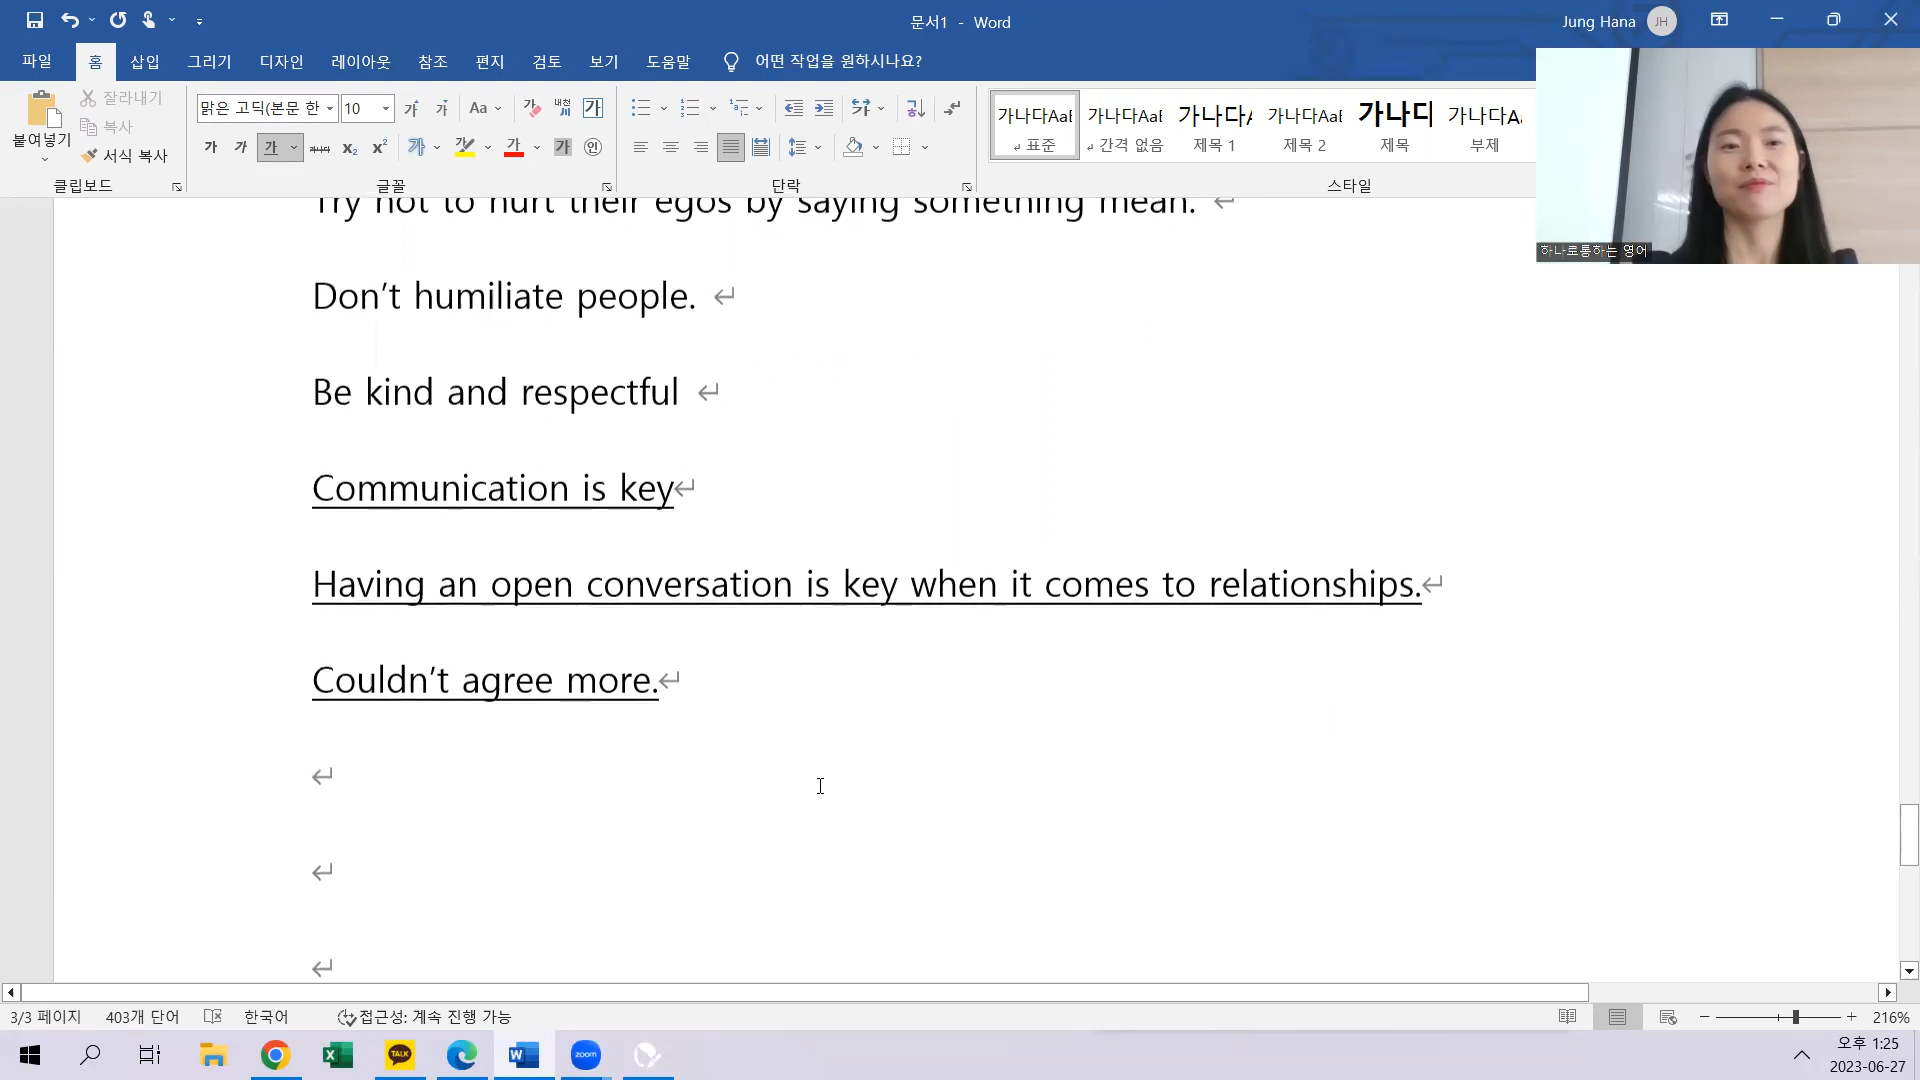 문서1 - Word
Jung Hana JH
파일 홈 삽입 그리기 디자인 레이아웃 참조 편지 검토 보기 도움말 어떤 작업을 원하시나요?
붙여넣기
잘라내기
복사
서식 복사
클립보드
맑은 고딕(본문 한 10
글꼴
단락
가나다AaE 표준
가나다AaE 간격 없음
가나다A 제목 1
가나다AaE 제목 2
가나다 제목
가나다Aa 부제
스타일
하나로통하는 영어
Try not to hurt their egos by saying something mean.
Don't humiliate people.
Be kind and respectful
Communication is key
Having an open conversation is key when it comes to relationships.
Couldn't agree more.
3/3 페이지 403개 단어 한국어 접근성: 계속 진행 가능 216%
TALK
zoom
오후 1:25
2023-06-27